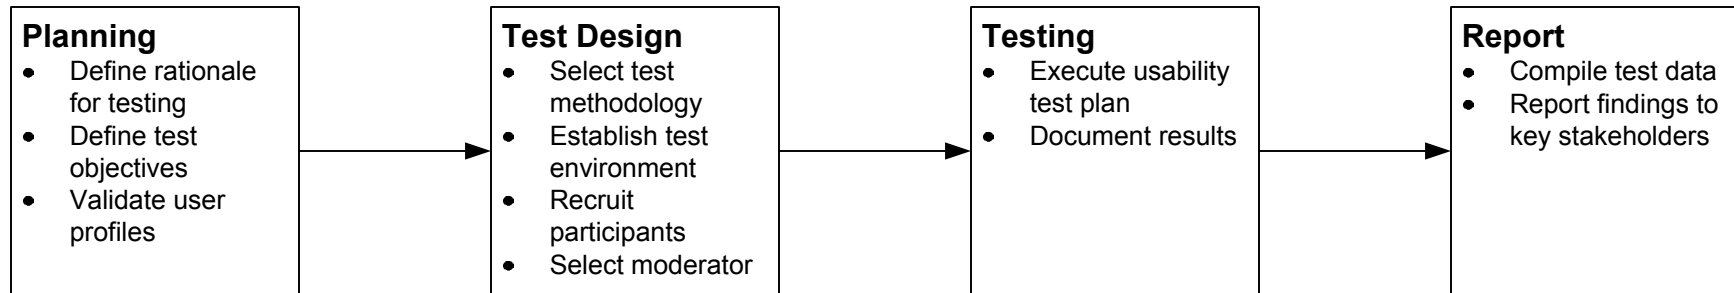 Planning
• Define rationale
for testing
• Define test
objectives
• Validate user
profiles
Test Design
• Select test
methodology
• Establish test
environment
• Recruit
participants
• Select moderator
Testing
• Execute usability
test plan
• Document results
Report
• Compile test data
• Report findings to
key stakeholders